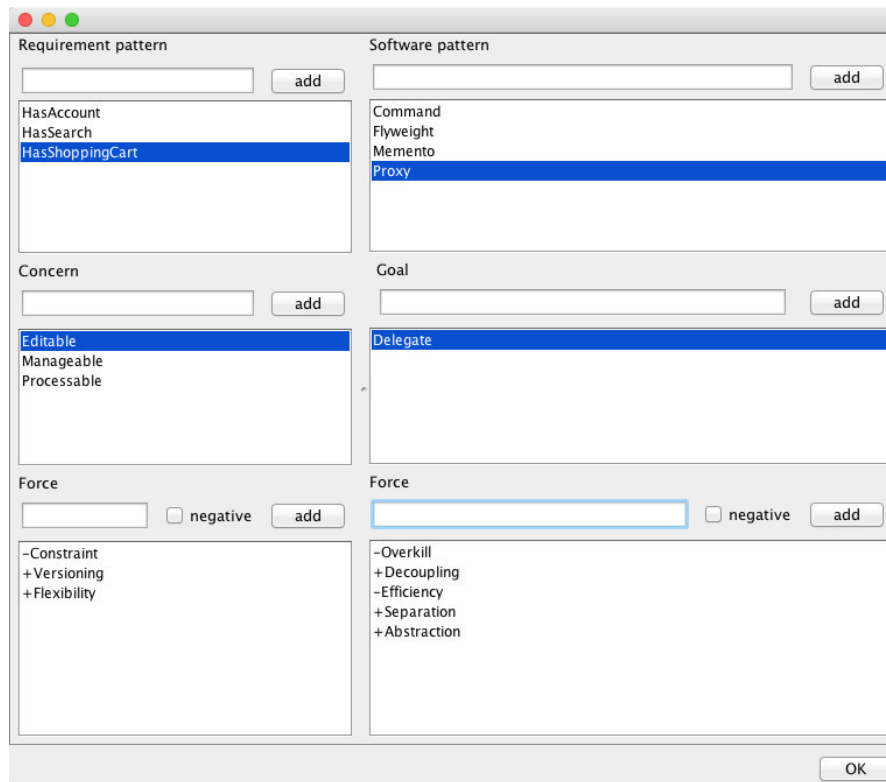 Requirement pattern
Software pattern
add
add
HasAccount
HasSearch
HasShoppingCart
Command
Flyweight
Memento
Proxy
Concern
Goal
add
add
Editable
Manageable
Processable
Delegate
Force
Force
negative
add
negative
add
-Constraint
+Versioning
+Flexibility
-Overkill
+Decoupling
-Efficiency
+Separation
+Abstraction
OK